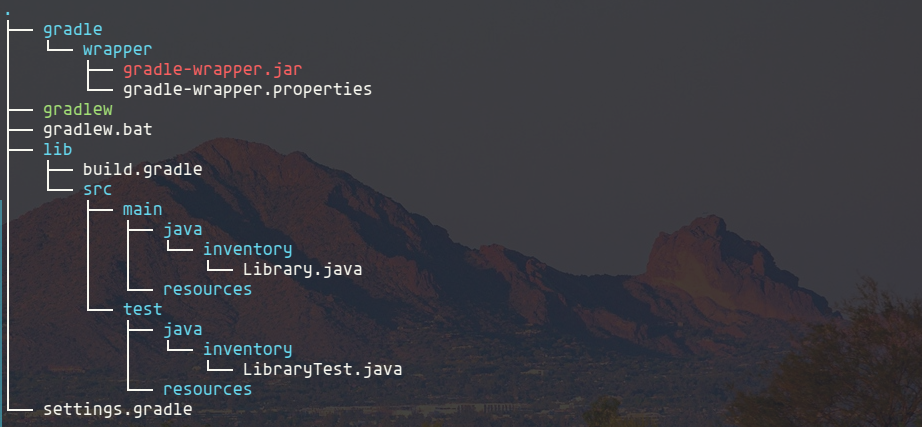 .
├── gradle
│   └── wrapper
│       ├── gradle-wrapper.jar
│       └── gradle-wrapper.properties
├── gradlew
├── gradlew.bat
├── lib
│   ├── build.gradle
│   └── src
│       ├── main
│       │   ├── java
│       │   │   └── inventory
│       │   │       └── Library.java
│       │   └── resources
│       └── test
│           ├── java
│           │   └── inventory
│           │       └── LibraryTest.java
│           └── resources
└── settings.gradle